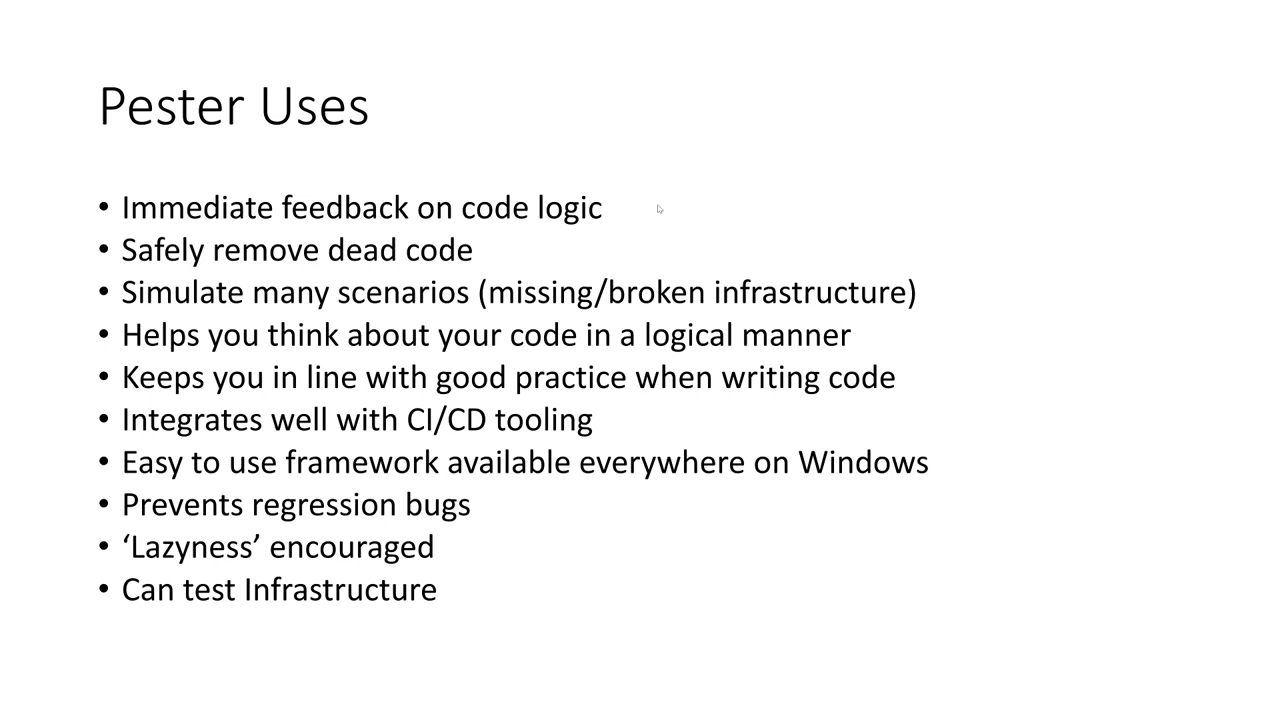 Pester Uses
• Immediate feedback on code logic
• Safely remove dead code
• Simulate many scenarios (missing/broken infrastructure)
• Helps you think about your code in a logical manner
• Keeps you in line with good practice when writing code
• Integrates well with CI/CD tooling
• Easy to use framework available everywhere on Windows
• Prevents regression bugs
• ‘Lazyness’ encouraged
• Can test Infrastructure